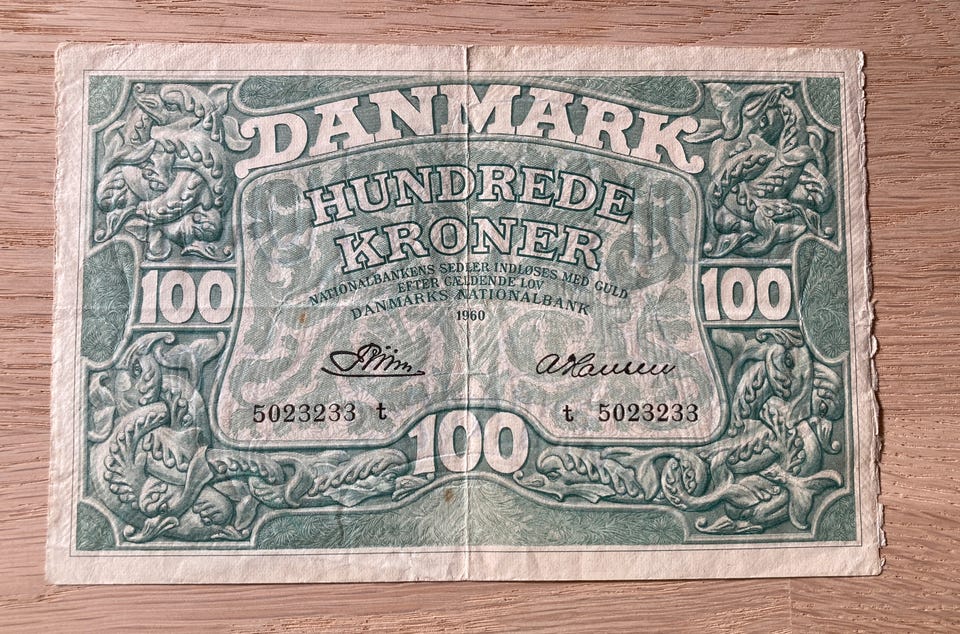 DANMARK
HUNDREDE
KRONER
NATIONALBANKENS SEDLER INDLØSES MED GULD
EFTER GÆLDENDE LOV
DANMARKS NATIONALBANK
1960
100 100
A Hansen
5023233 t t 5023233
100